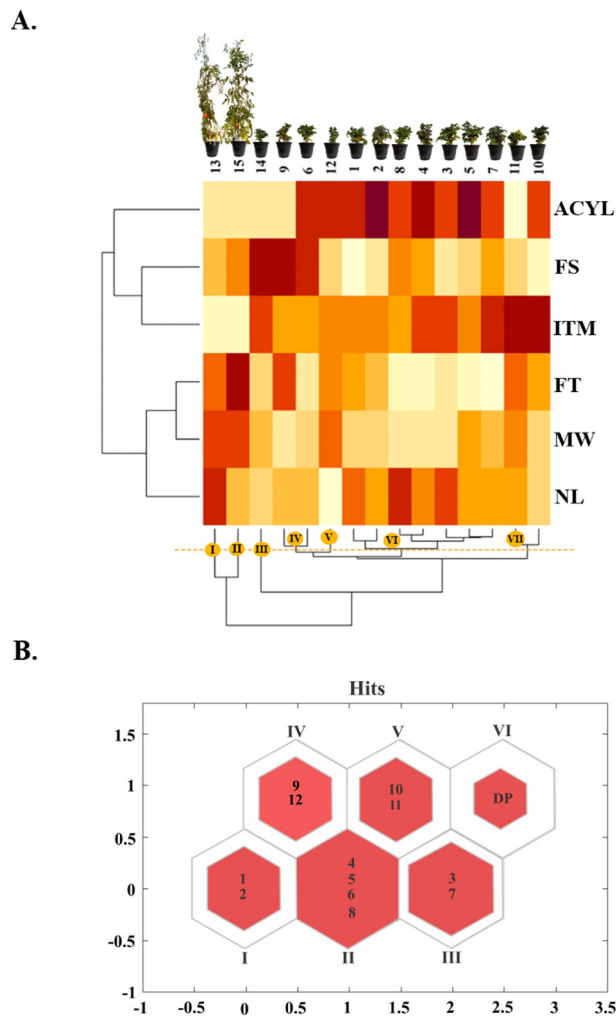 A.
13 15 14 9 6 12 1 2 8 4 3 5 7 11 10
ACYL
FS
ITM
FT
MW
NL
I II III IV V VI VII
B.
Hits
IV V VI
1.5
1
0.5
0
-0.5
-1
9
12
10
11
DP
1
2
4
5
6
8
3
7
I II III
-1 -0.5 0 0.5 1 1.5 2 2.5 3 3.5